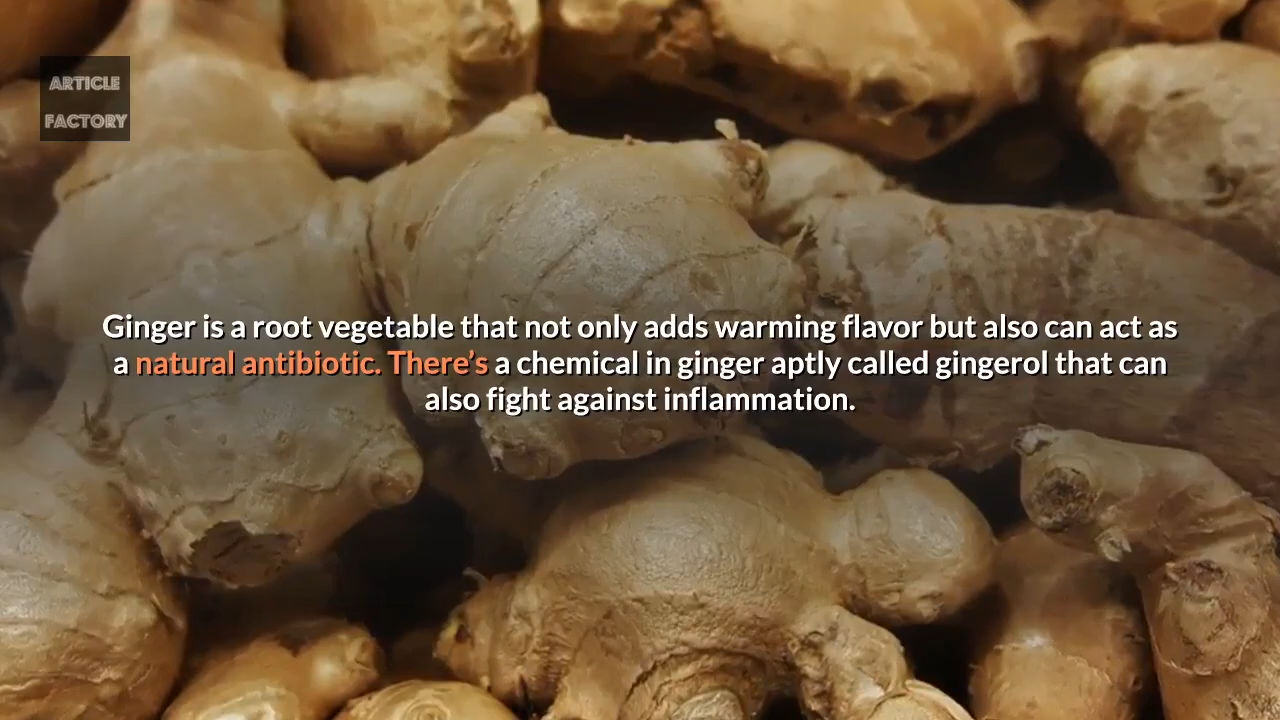 ARTICLE
FACTORY
Ginger is a root vegetable that not only adds warming flavor but also can act as
a natural antibiotic. There’s a chemical in ginger aptly called gingerol that can
also fight against inflammation.